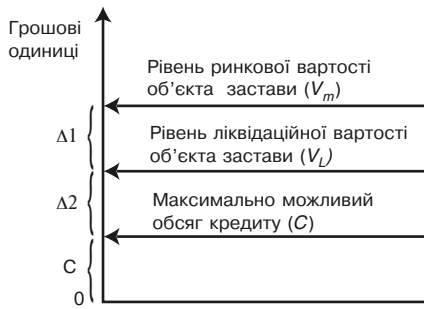 Грошові
одиниці
Рівень ринкової вартості
об’єкта застави (Vm)
Δ1
Рівень ліквідаційної вартості
об’єкта застави (VL)
Δ2
Максимально можливий
обсяг кредиту (C)
C
0